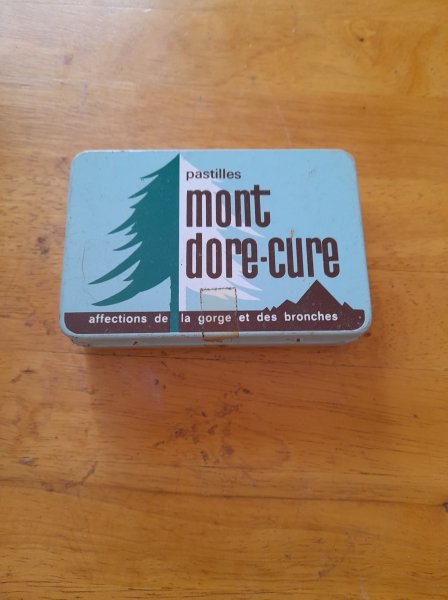 pastilles
mont
dore-cure
affections de la gorge et des bronches